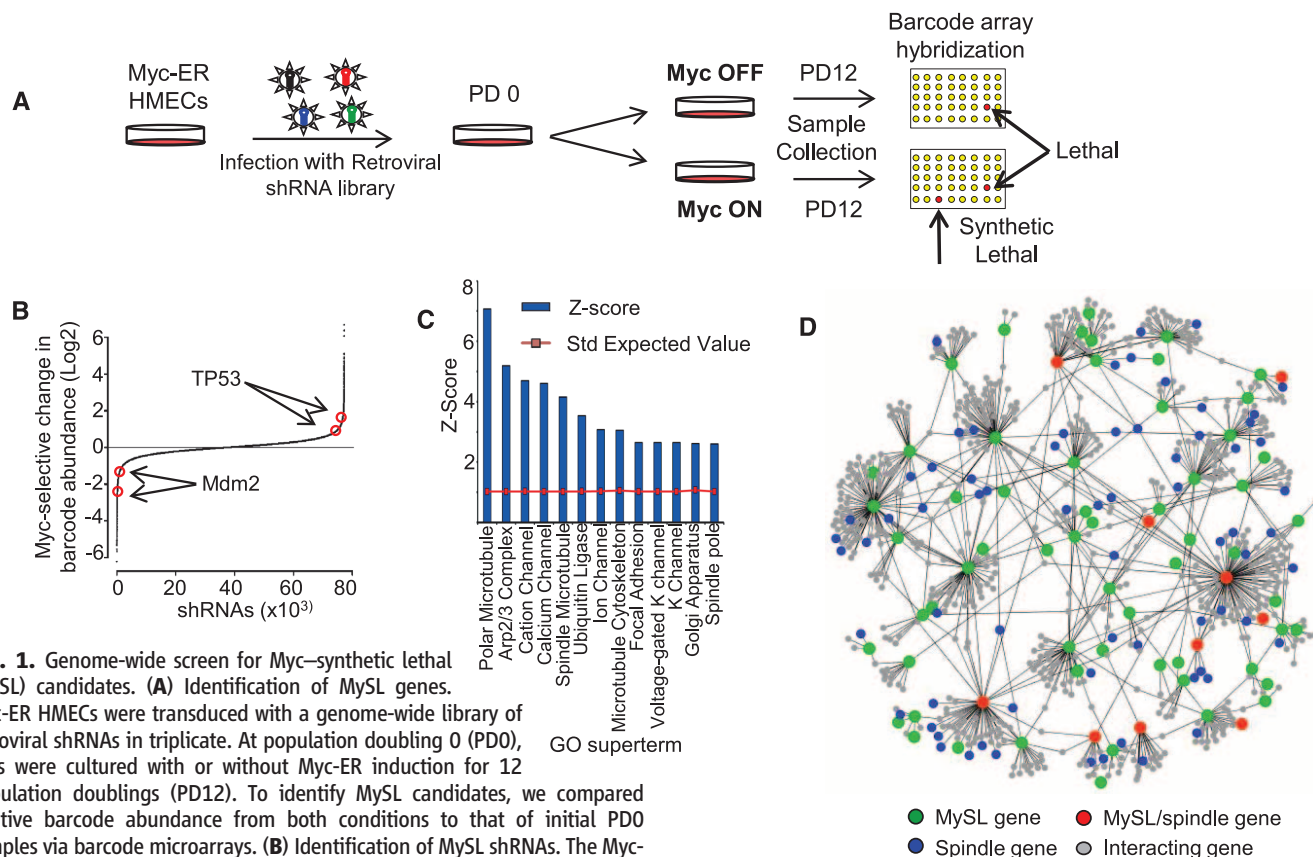 A
Myc-ER
HMECs
Infection with Retroviral
shRNA library
PD 0
Myc OFF
Myc ON
PD12
Sample
Collection
PD12
Barcode array
hybridization
Lethal
Synthetic
Lethal
B
Myc-selective change in
barcode abundance (Log2)
6
4
2
0
-2
-4
-6
TP53
Mdm2
0 20 40 60 80
shRNAs (x10³)
C
Z-Score
8
6
4
2
Z-score
Std Expected Value
Polar Microtubule
Arp2/3 Complex
Cation Channel
Calcium Channel
Spindle Microtubule
Ubiquitin Ligase
Ion Channel
Microtubule Cytoskeleton
Focal Adhesion
Voltage-gated K channel
K Channel
Golgi Apparatus
Spindle pole
GO superterm
D
MySL gene
MySL/spindle gene
Spindle gene
Interacting gene
. 1. Genome-wide screen for Myc–synthetic lethal
SL) candidates. (A) Identification of MySL genes.
c-ER HMECs were transduced with a genome-wide library of
roviral shRNAs in triplicate. At population doubling 0 (PD0),
s were cultured with or without Myc-ER induction for 12
pulation doublings (PD12). To identify MySL candidates, we compared
tive barcode abundance from both conditions to that of initial PD0
mples via barcode microarrays. (B) Identification of MySL shRNAs. The Myc-